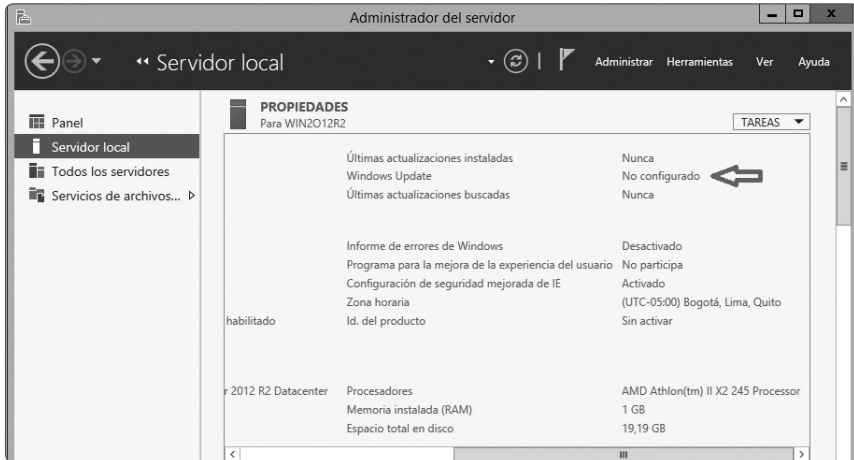 Administrador del servidor
Servidor local
Administrar Herramientas Ver Ayuda
Panel
Servidor local
Todos los servidores
Servicios de archivos...
PROPIEDADES
Para WIN2O12R2
TAREAS
Últimas actualizaciones instaladas Nunca
Windows Update No configurado
Últimas actualizaciones buscadas Nunca
Informe de errores de Windows Desactivado
Programa para la mejora de la experiencia del usuario No participa
Configuración de seguridad mejorada de IE Activado
Zona horaria (UTC-05:00) Bogotá, Lima, Quito
habilitado Id. del producto Sin activar
r 2012 R2 Datacenter Procesadores AMD Athlon(tm) II X2 245 Processor
Memoria instalada (RAM) 1 GB
Espacio total en disco 19,19 GB